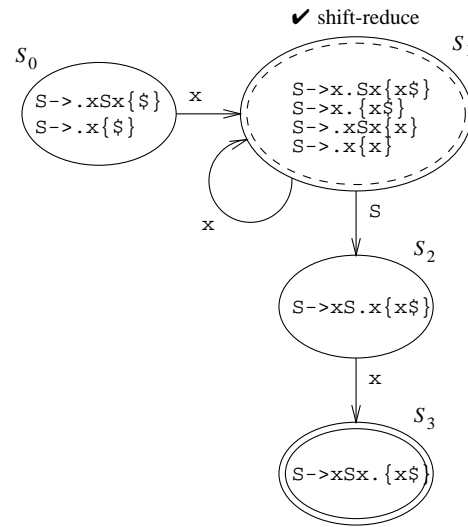 ✔ shift-reduce
S0
S1
S->.xSx{$}
S->.x{$}
x
S->x.Sx{x$}
S->x.{x$}
S->.xSx{x}
S->.x{x}
x
S
S2
S->xS.x{x$}
x
S3
S->xSx.{x$}